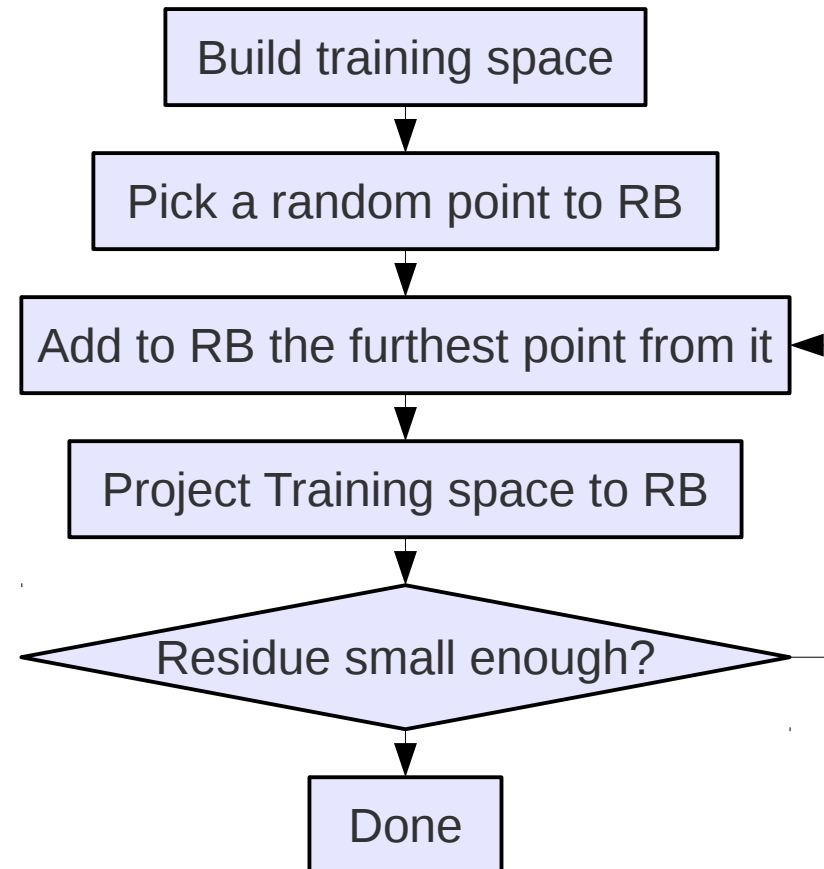 Build training space
Pick a random point to RB
Add to RB the furthest point from it
Project Training space to RB
Residue small enough?
Done